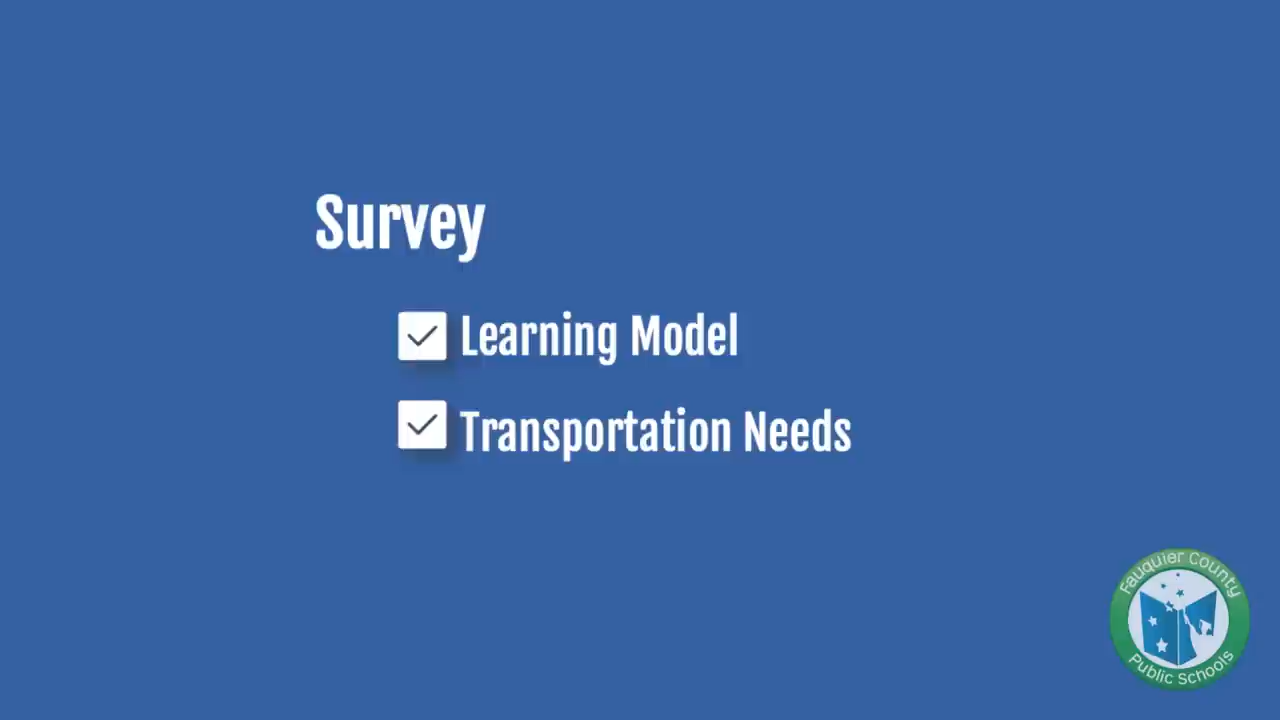 Survey
Learning Model
Transportation Needs
Fauquier County
Public Schools